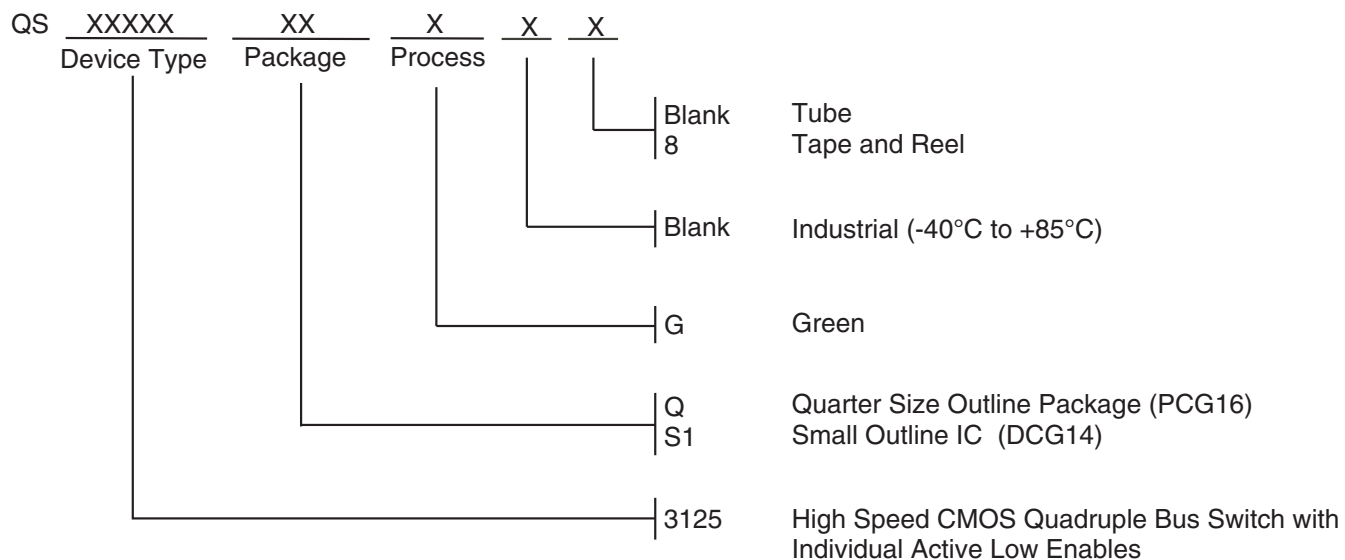 QS XXXXX XX X X X
Device Type Package Process
Blank Tube
8 Tape and Reel
Blank Industrial (-40°C to +85°C)
G Green
Q Quarter Size Outline Package (PCG16)
S1 Small Outline IC (DCG14)
3125 High Speed CMOS Quadruple Bus Switch with
Individual Active Low Enables